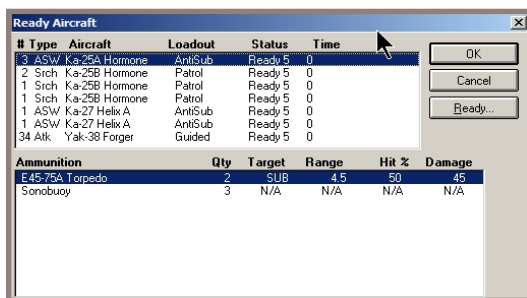 Ready Aircraft
# Type Aircraft Loadout Status Time
3 ASW Ka-25A Hormone AntiSub Ready 5 0
2 Srch Ka-25B Hormone Patrol Ready 5 0
1 Srch Ka-25B Hormone Patrol Ready 5 0
1 Srch Ka-25B Hormone Patrol Ready 5 0
1 ASW Ka-27 Helix A AntiSub Ready 5 0
1 ASW Ka-27 Helix A AntiSub Ready 5 0
34 Atk Yak-38 Forger Guided Ready 5 0
OK
Cancel
Ready...
Ammunition Qty Target Range Hit % Damage
E45-75A Torpedo 2 SUB 4.5 50 45
Sonobuoy 3 N/A N/A N/A N/A